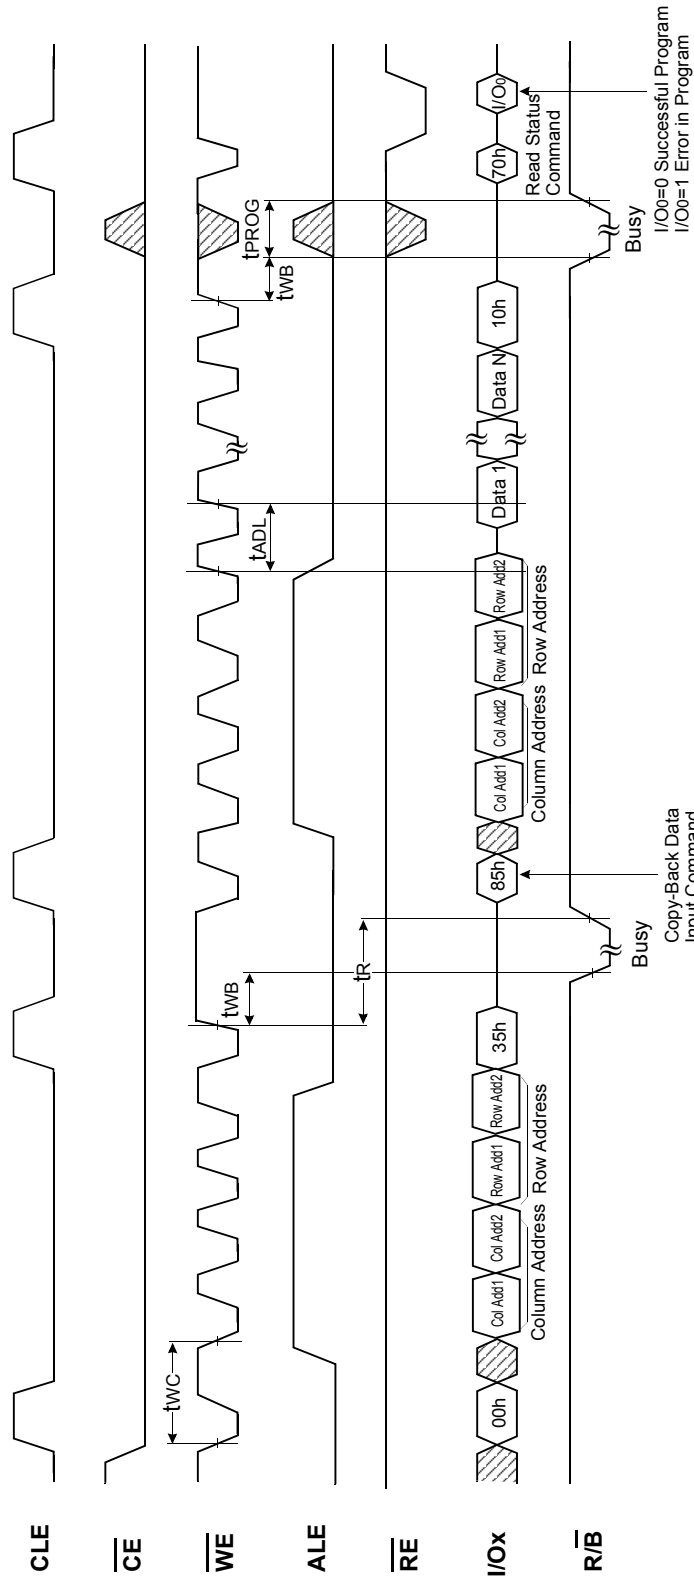 CLE
CE
WE
ALE
RE
I/Ox
R/B
tWC
tWB
tR
tADL
tWB
tPROG
00h
Col Add1
Col Add2
Row Add1
Row Add2
35h
85h
Col Add1
Col Add2
Row Add1
Row Add2
Data 1
Data N
10h
70h
I/O0
Column Address
Row Address
Column Address
Row Address
Read Status
Command
Busy
Busy
Copy-Back Data
Input Command
I/O0=0 Successful Program
I/O0=1 Error in Program